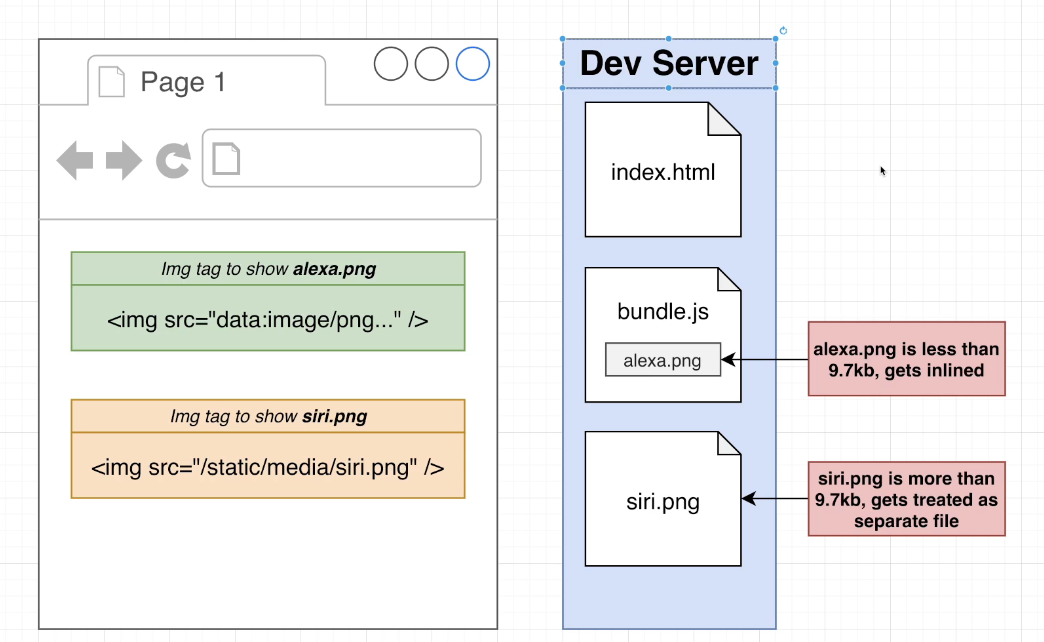 Page 1
Img tag to show alexa.png
<img src="data:image/png..." />
Img tag to show siri.png
<img src="/static/media/siri.png" />
Dev Server
index.html
bundle.js
alexa.png
siri.png
alexa.png is less than
9.7kb, gets inlined
siri.png is more than
9.7kb, gets treated as
separate file